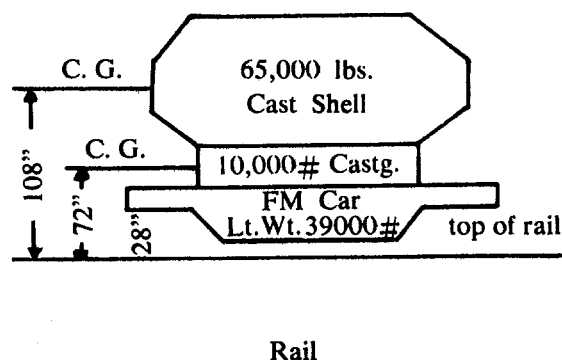 C. G.
65,000 lbs.
Cast Shell
C. G.
10,000# Castg.
108”
72”
28”
FM Car
Lt.Wt.39000#
top of rail
Rail